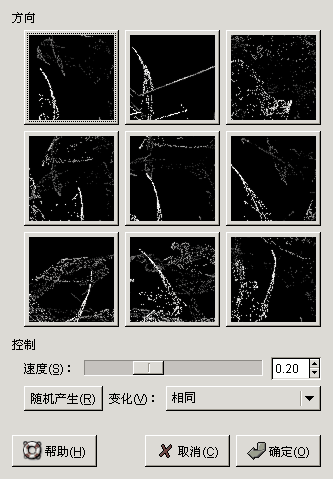 方向
控制
速度(S)： 0.20
随机产生(R) 变化(V)： 相同
帮助(H) 取消(C) 确定(O)